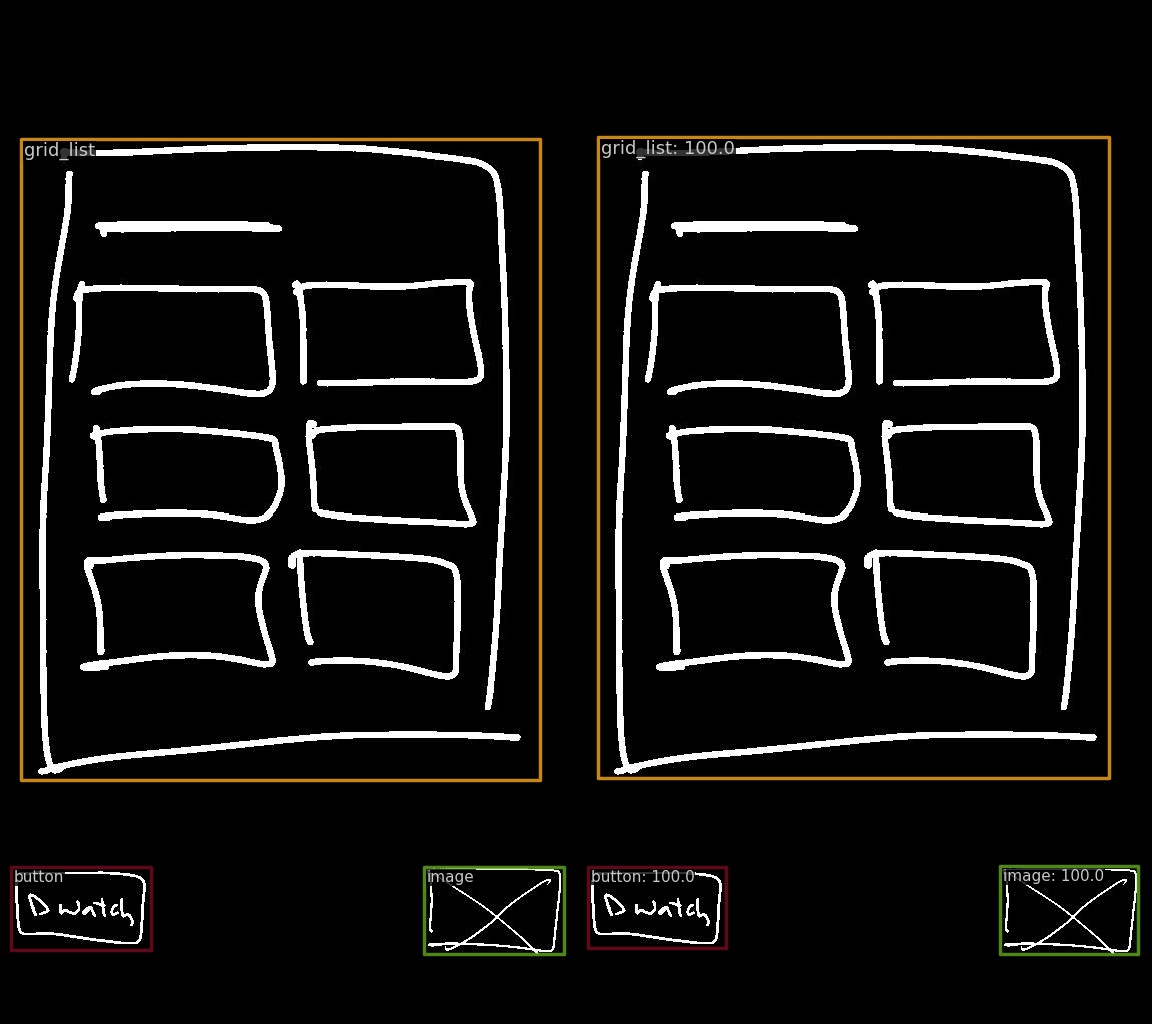 grid_list
grid_list: 100.0
button
D watch
image
button: 100.0
D watch
image: 100.0